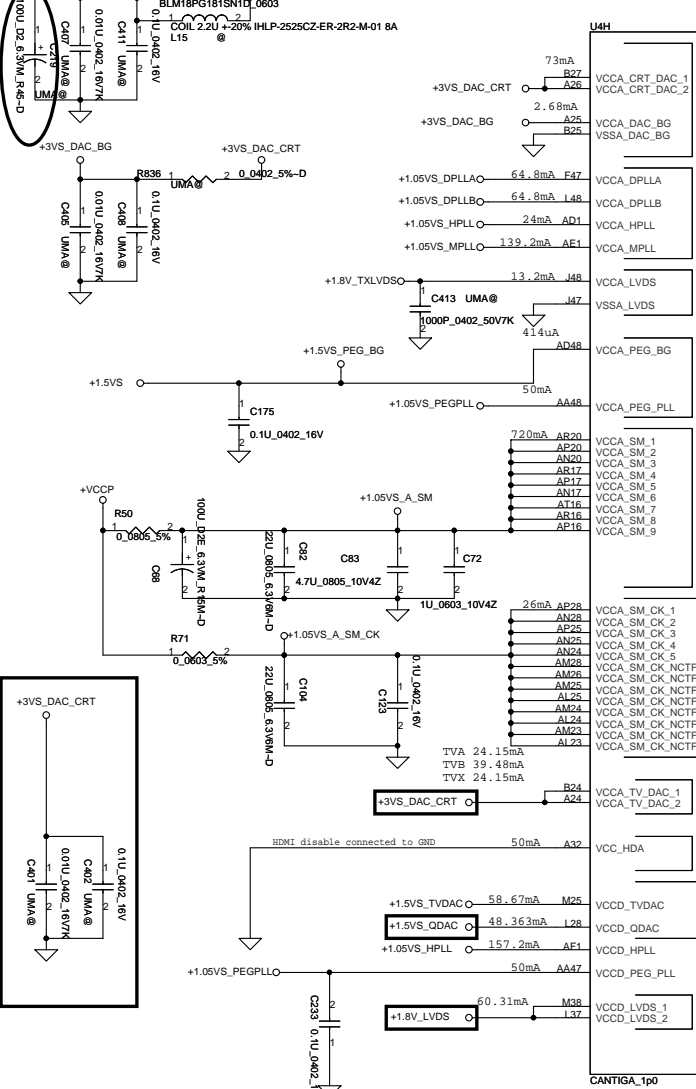 BLM18PG181SN1D_0603
1 2
COIL 2.2U +-20% IHLP-2525CZ-ER-2R2-M-01 8A
L15 @
C219
100U_D2_6.3VM_R45~D
UMA@
C407
0.01U_0402_16V7K
UMA@
C411
0.1U_0402_16V
UMA@
+3VS_DAC_BG
+3VS_DAC_CRT
R836
1 2
UMA@
0_0402_5%~D
C405
0.01U_0402_16V7K
UMA@
C408
0.1U_0402_16V
UMA@
U4H
73mA
+3VS_DAC_CRT
B27 VCCA_CRT_DAC_1
A26 VCCA_CRT_DAC_2
2.68mA
+3VS_DAC_BG A25 VCCA_DAC_BG
B25 VSSA_DAC_BG
+1.05VS_DPLLA 64.8mA F47 VCCA_DPLLA
+1.05VS_DPLLB 64.8mA L48 VCCA_DPLLB
+1.05VS_HPLL 24mA AD1 VCCA_HPLL
+1.05VS_MPLL 139.2mA AE1 VCCA_MPLL
+1.8V_TXLVDS 13.2mA J48 VCCA_LVDS
C413 UMA@
1000P_0402_50V7K
J47 VSSA_LVDS
414uA
+1.5VS_PEG_BG
AD48 VCCA_PEG_BG
+1.5VS
50mA
+1.05VS_PEGPLL AA48 VCCA_PEG_PLL
C175
0.1U_0402_16V
720mA AR20 VCCA_SM_1
AP20 VCCA_SM_2
AN20 VCCA_SM_3
AR17 VCCA_SM_4
AP17 VCCA_SM_5
AN17 VCCA_SM_6
AT16 VCCA_SM_7
AR16 VCCA_SM_8
AP16 VCCA_SM_9
+VCCP
+1.05VS_A_SM
R50
1 2
0_0805_5%
C68
100U_D2E_6.3VM_R15M~D
C82
22U_0805_6.3V6M~D
C83
4.7U_0805_10V4Z
C72
1U_0603_10V4Z
26mA AP28 VCCA_SM_CK_1
AN28 VCCA_SM_CK_2
AP25 VCCA_SM_CK_3
AN25 VCCA_SM_CK_4
AN24 VCCA_SM_CK_5
AM28 VCCA_SM_CK_NCTF
AM26 VCCA_SM_CK_NCTF
AM25 VCCA_SM_CK_NCTF
AL25 VCCA_SM_CK_NCTF
AM24 VCCA_SM_CK_NCTF
AL24 VCCA_SM_CK_NCTF
AM23 VCCA_SM_CK_NCTF
AL23 VCCA_SM_CK_NCTF
+1.05VS_A_SM_CK
R71
1 2
0_0603_5%
C104
22U_0805_6.3V6M~D
C123
0.1U_0402_16V
TVA 24.15mA
TVB 39.48mA
TVX 24.15mA
+3VS_DAC_CRT
B24 VCCA_TV_DAC_1
A24 VCCA_TV_DAC_2
+3VS_DAC_CRT
C401
0.01U_0402_16V7K
UMA@
C402
0.1U_0402_16V
UMA@
HDMI disable connected to GND 50mA A32 VCC_HDA
+1.5VS_TVDAC 58.67mA M25 VCCD_TVDAC
+1.5VS_QDAC 48.363mA L28 VCCD_QDAC
+1.05VS_HPLL 157.2mA AF1 VCCD_HPLL
+1.05VS_PEGPLL 50mA AA47 VCCD_PEG_PLL
C233
60.31mA
+1.8V_LVDS
M38 VCCD_LVDS_1
L37 VCCD_LVDS_2
CANTIGA_1p0